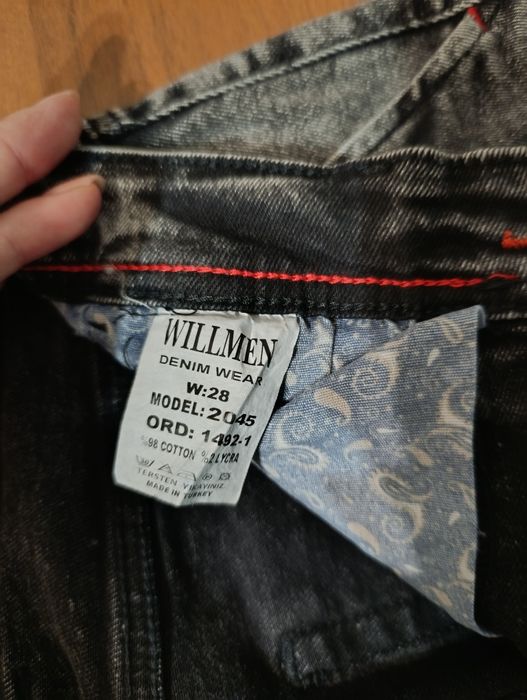 WILLMEN
DENIM WEAR
W:28
MODEL: 2045
ORD: 1492-1
%98 COTTON %2 LYCRA
TERSTEN YIKAYINIZ
MADE IN TURKEY